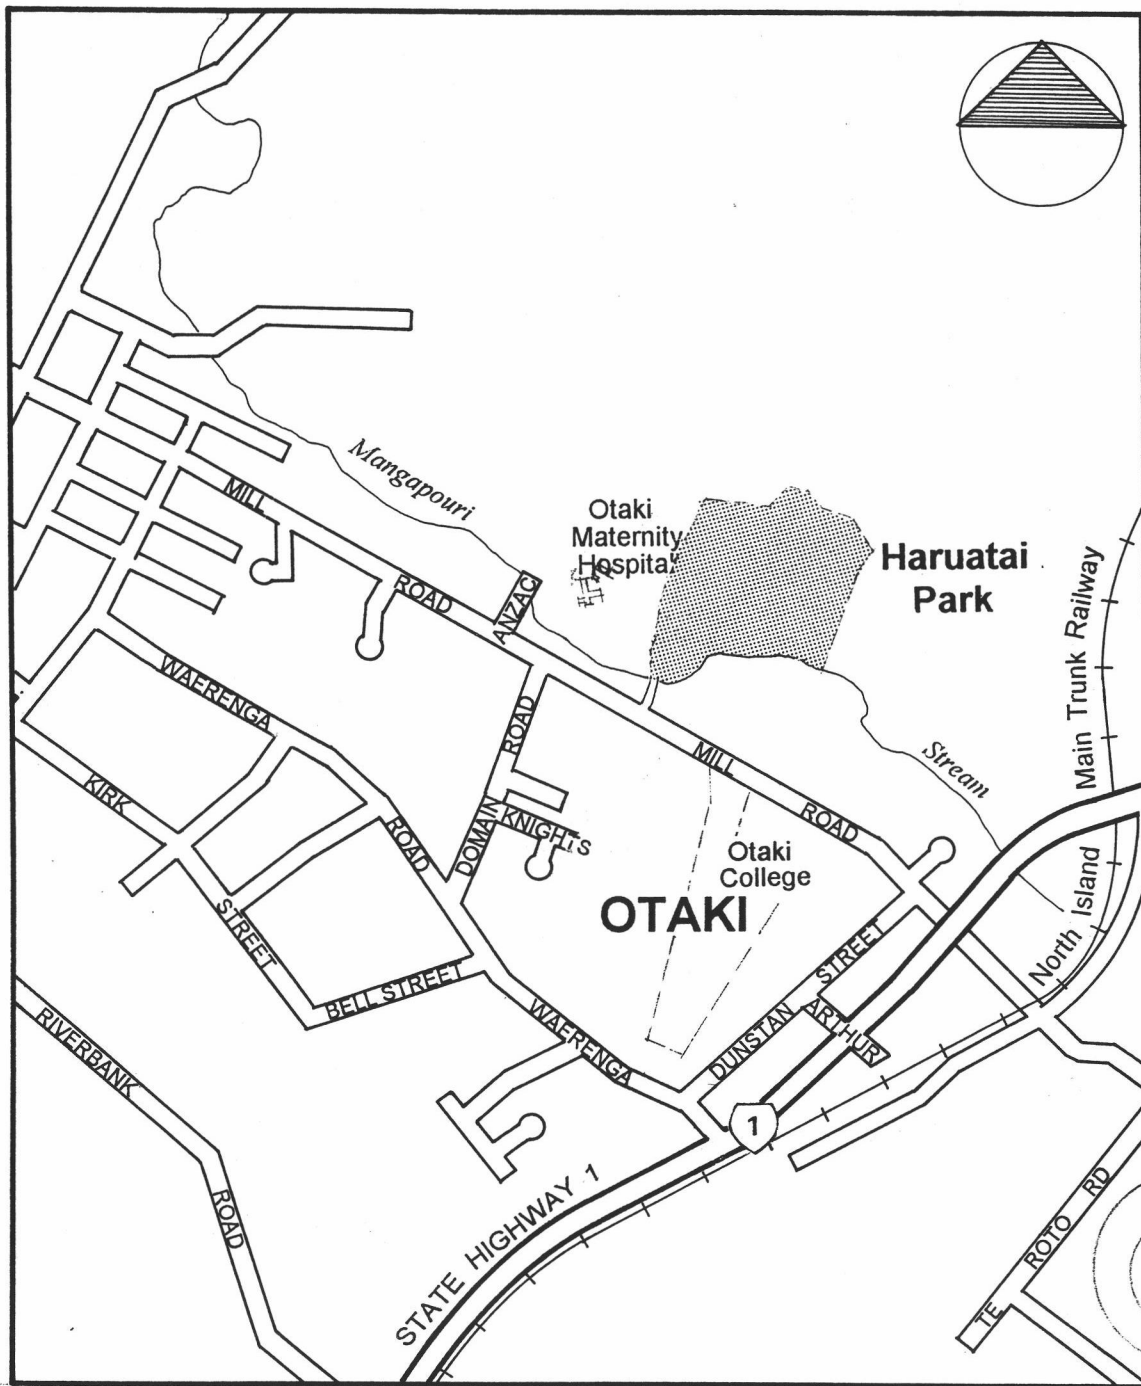 Mangapouri
Otaki
Maternity
Hospital
Haruatai
Park
Main Trunk Railway
MILL
ROAD
ANZAC
WAERENGA
ROAD
MILL
Stream
KIRK
DOMAIN
KNIGHTS
ROAD
ROAD
Otaki
College
OTAKI
North Island
STREET
BELL STREET
STREET
DUNSTAN
ARTHUR
WAERENGA
RIVERBANK
ROAD
1
STATE HIGHWAY 1
TE ROTO RD